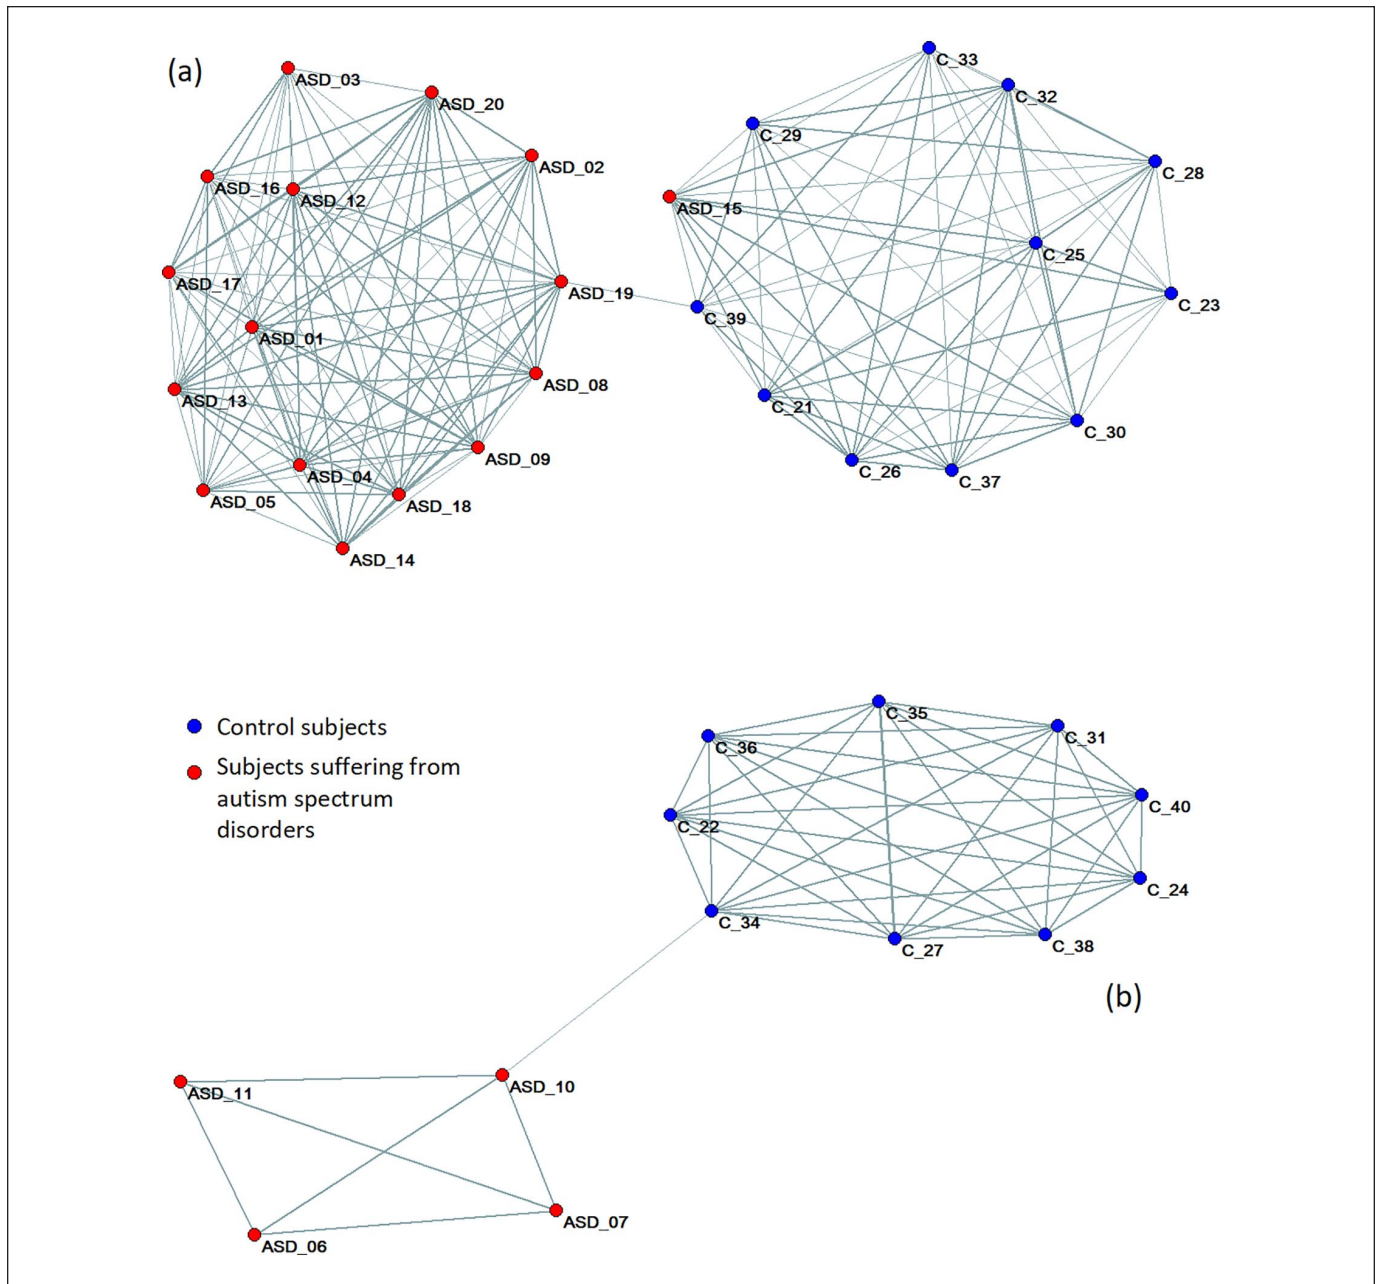 (a)
ASD_03
ASD_20
ASD_02
ASD_16
ASD_12
ASD_17
ASD_19
ASD_01
ASD_08
ASD_13
ASD_09
ASD_04
ASD_05
ASD_18
ASD_14
C_33
C_32
C_29
C_28
ASD_15
C_25
C_23
C_39
C_21
C_30
C_26
C_37
Control subjects
Subjects suffering from
autism spectrum
disorders
C_35
C_31
C_36
C_40
C_22
C_24
C_34
C_27
C_38
(b)
ASD_11
ASD_10
ASD_07
ASD_06